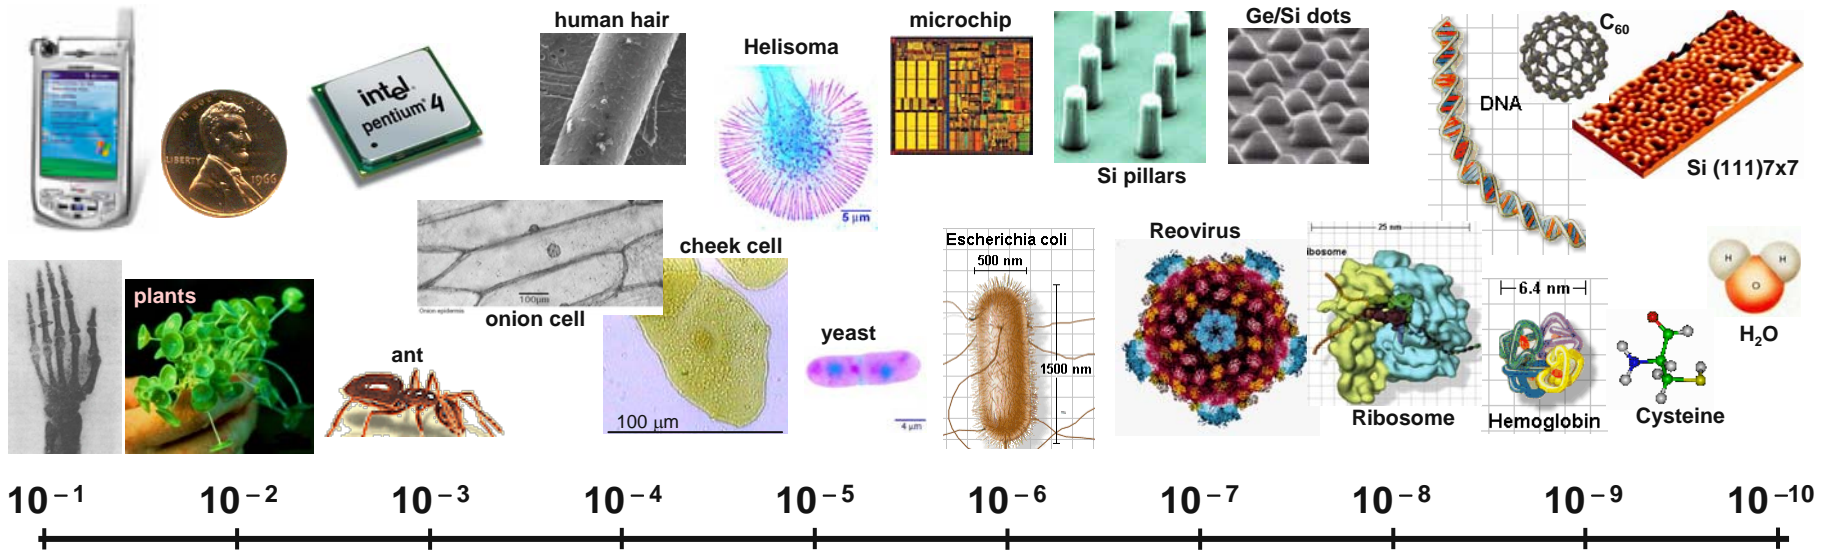 human hair
Helisoma
microchip
Ge/Si dots
C60
intel.
pentium® 4
LIBERTY
1966
5 µm
Si pillars
DNA
Si (111)7x7
plants
ant
100µm
Onion epidermis
onion cell
cheek cell
100 µm
yeast
4 µm
Escherichia coli
500 nm
1500 nm
Reovirus
25 nm
ibosome
Ribosome
6.4 nm
Hemoglobin
Cysteine
H H
O
H2O
10−1 10−2 10−3 10−4 10−5 10−6 10−7 10−8 10−9 10−10